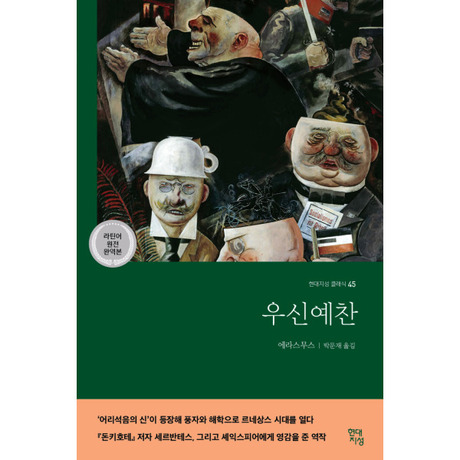 라틴어
원전
완역본
현대지성 클래식 45
우신예찬
에라스무스 | 박문재 옮김
‘어리석음의 신’이 등장해 풍자와 해학으로 르네상스 시대를 열다
『돈키호테』 저자 세르반테스, 그리고 셰익스피어에게 영감을 준 역작
현대
지성